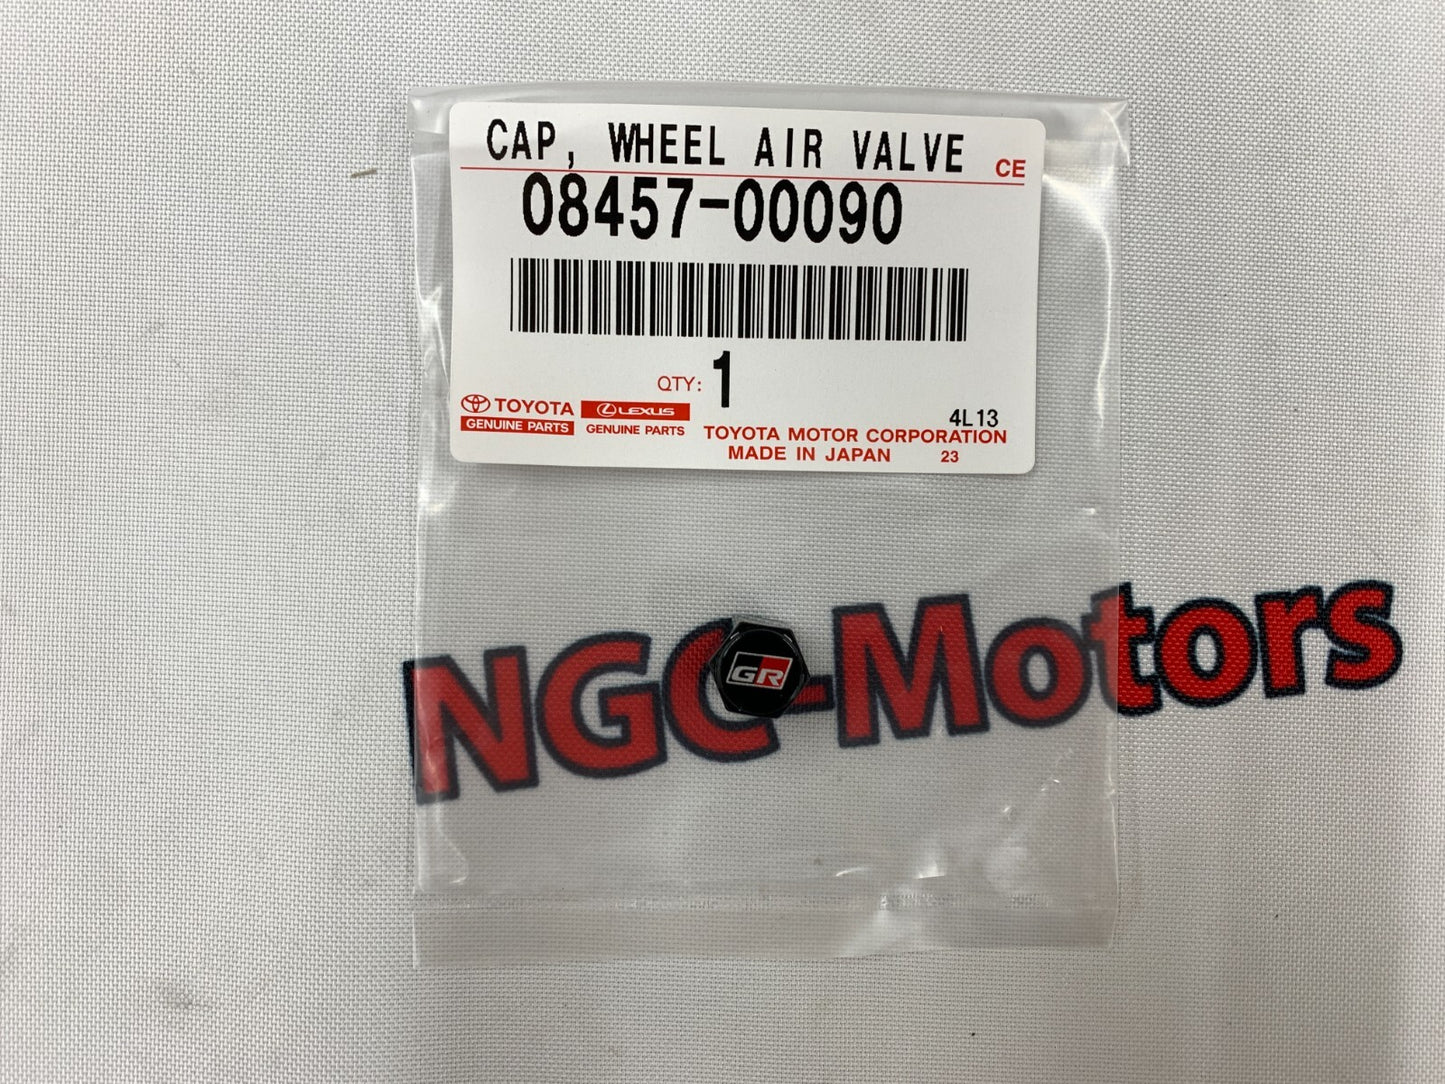 CAP, WHEEL AIR VALVE CE
08457-00090
QTY: 1
TOYOTA
GENUINE PARTS
LEXUS
GENUINE PARTS
4L13
TOYOTA MOTOR CORPORATION
MADE IN JAPAN 23
GR
NGC-Motors